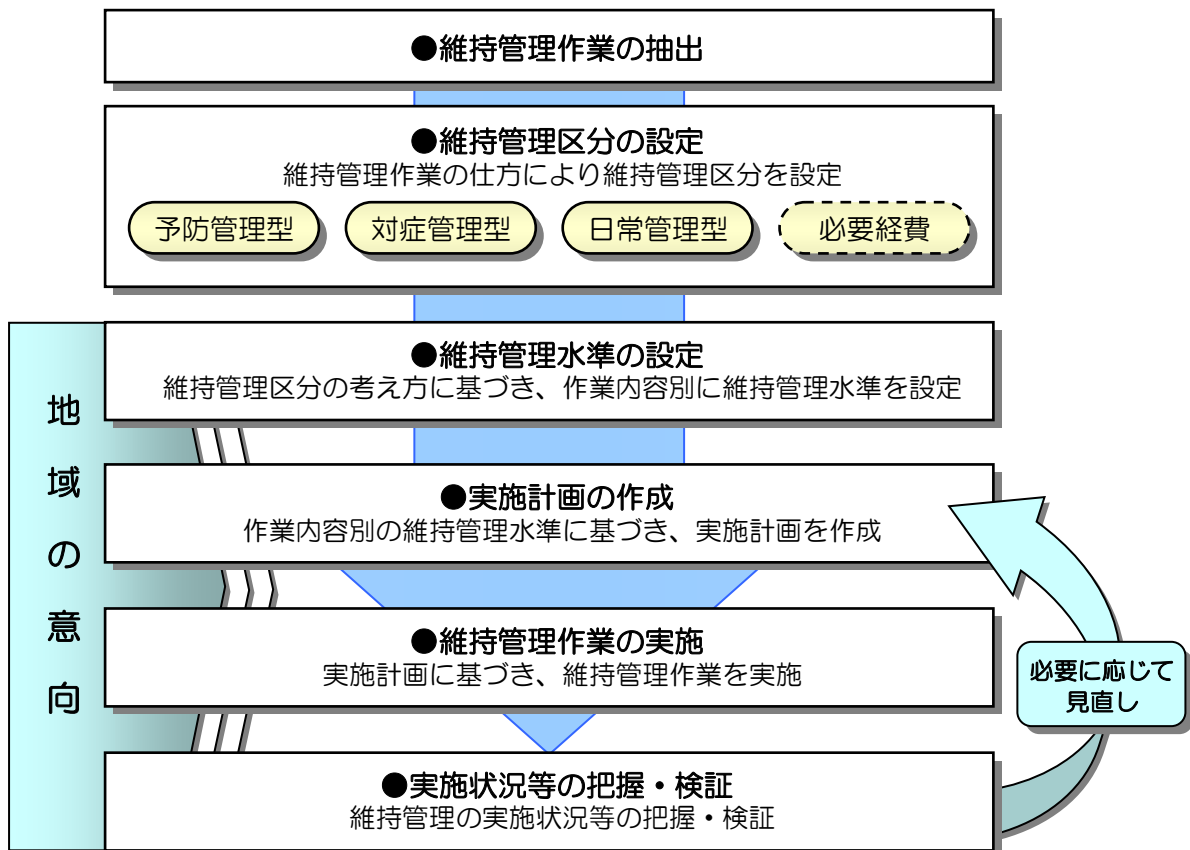 ●維持管理作業の抽出
●維持管理区分の設定
維持管理作業の仕方により維持管理区分を設定
予防管理型
対症管理型
日常管理型
必要経費
●維持管理水準の設定
維持管理区分の考え方に基づき、作業内容別に維持管理水準を設定
地域の意向
●実施計画の作成
作業内容別の維持管理水準に基づき、実施計画を作成
●維持管理作業の実施
実施計画に基づき、維持管理作業を実施
必要に応じて
見直し
●実施状況等の把握・検証
維持管理の実施状況等の把握・検証